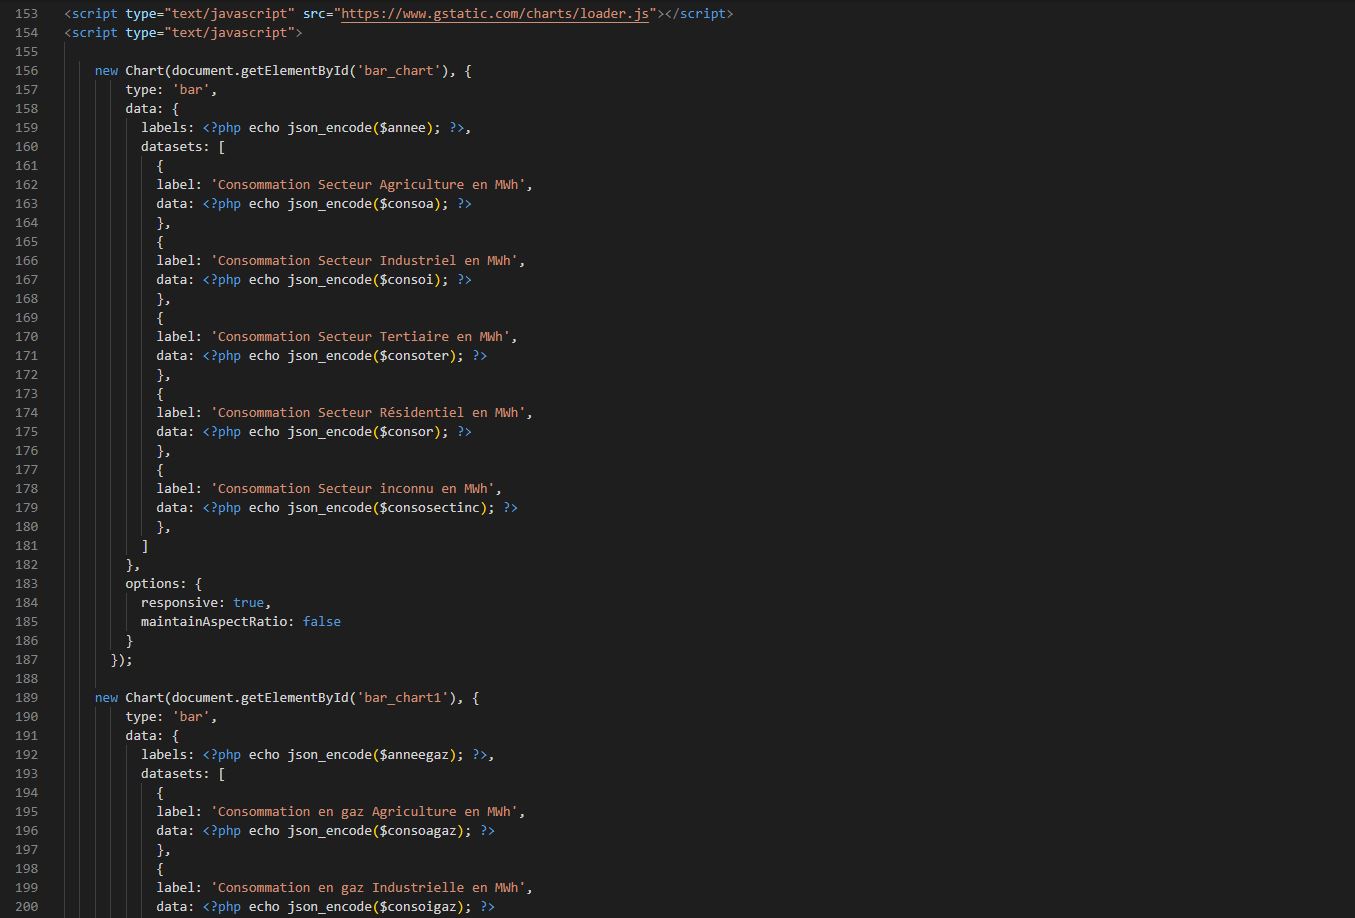 153 <script type="text/javascript" src="https://www.gstatic.com/charts/loader.js"></script>
154 <script type="text/javascript">
155
156 new Chart(document.getElementById('bar_chart'), {
157 type: 'bar',
158 data: {
159 labels: <?php echo json_encode($annee); ?>,
160 datasets: [
161 {
162 label: 'Consommation Secteur Agriculture en MWh',
163 data: <?php echo json_encode($consoa); ?>
164 },
165 {
166 label: 'Consommation Secteur Industriel en MWh',
167 data: <?php echo json_encode($consoi); ?>
168 },
169 {
170 label: 'Consommation Secteur Tertiaire en MWh',
171 data: <?php echo json_encode($consoter); ?>
172 },
173 {
174 label: 'Consommation Secteur Résidentiel en MWh',
175 data: <?php echo json_encode($consor); ?>
176 },
177 {
178 label: 'Consommation Secteur inconnu en MWh',
179 data: <?php echo json_encode($consosectinc); ?>
180 },
181 ]
182 },
183 options: {
184 responsive: true,
185 maintainAspectRatio: false
186 }
187 });
188
189 new Chart(document.getElementById('bar_chart1'), {
190 type: 'bar',
191 data: {
192 labels: <?php echo json_encode($anneegaz); ?>,
193 datasets: [
194 {
195 label: 'Consommation en gaz Agriculture en MWh',
196 data: <?php echo json_encode($consoagaz); ?>
197 },
198 {
199 label: 'Consommation en gaz Industrielle en MWh',
200 data: <?php echo json_encode($consoigaz); ?>